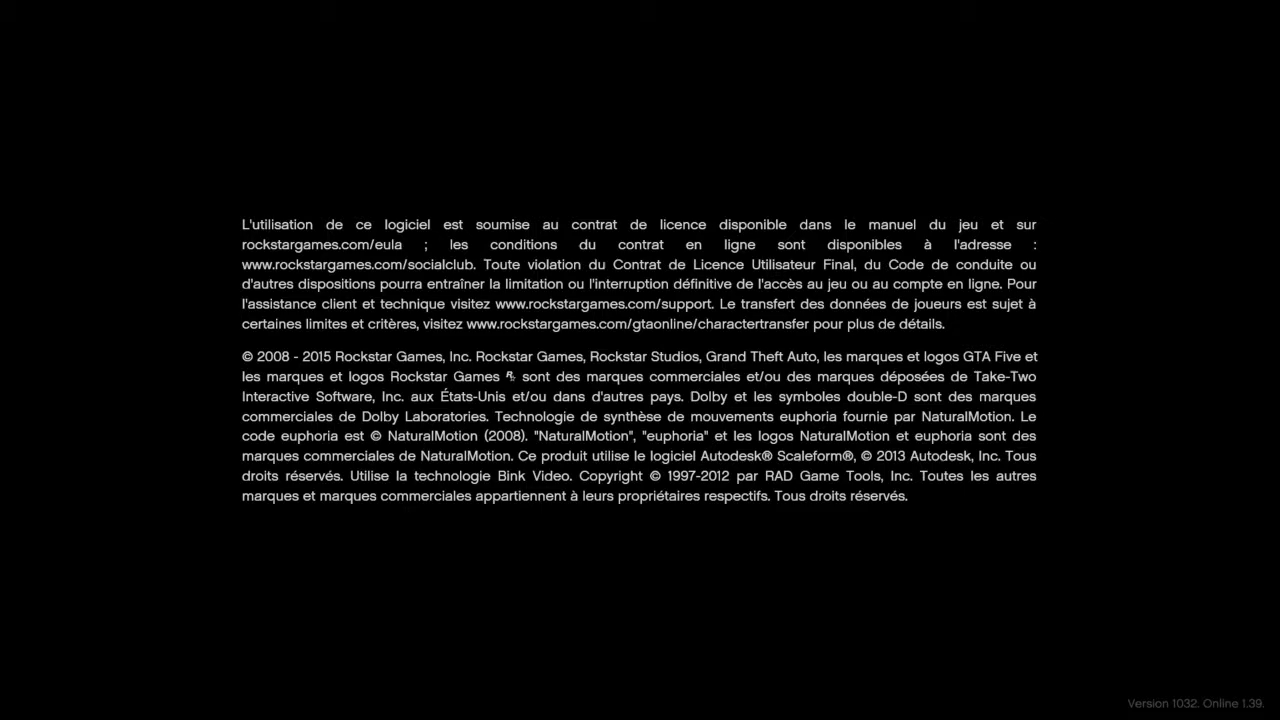 L'utilisation de ce logiciel est soumise au contrat de licence disponible dans le manuel du jeu et sur
rockstargames.com/eula ; les conditions du contrat en ligne sont disponibles à l'adresse :
www.rockstargames.com/socialclub. Toute violation du Contrat de Licence Utilisateur Final, du Code de conduite ou
d'autres dispositions pourra entraîner la limitation ou l'interruption définitive de l'accès au jeu ou au compte en ligne. Pour
l'assistance client et technique visitez www.rockstargames.com/support. Le transfert des données de joueurs est sujet à
certaines limites et critères, visitez www.rockstargames.com/gtaonline/charactertransfer pour plus de détails.
© 2008 - 2015 Rockstar Games, Inc. Rockstar Games, Rockstar Studios, Grand Theft Auto, les marques et logos GTA Five et
les marques et logos Rockstar Games R* sont des marques commerciales et/ou des marques déposées de Take-Two
Interactive Software, Inc. aux États-Unis et/ou dans d'autres pays. Dolby et les symboles double-D sont des marques
commerciales de Dolby Laboratories. Technologie de synthèse de mouvements euphoria fournie par NaturalMotion. Le
code euphoria est © NaturalMotion (2008). "NaturalMotion", "euphoria" et les logos NaturalMotion et euphoria sont des
marques commerciales de NaturalMotion. Ce produit utilise le logiciel Autodesk® Scaleform®, © 2013 Autodesk, Inc. Tous
droits réservés. Utilise la technologie Bink Video. Copyright © 1997-2012 par RAD Game Tools, Inc. Toutes les autres
marques et marques commerciales appartiennent à leurs propriétaires respectifs. Tous droits réservés.
Version 1032. Online 1.39.